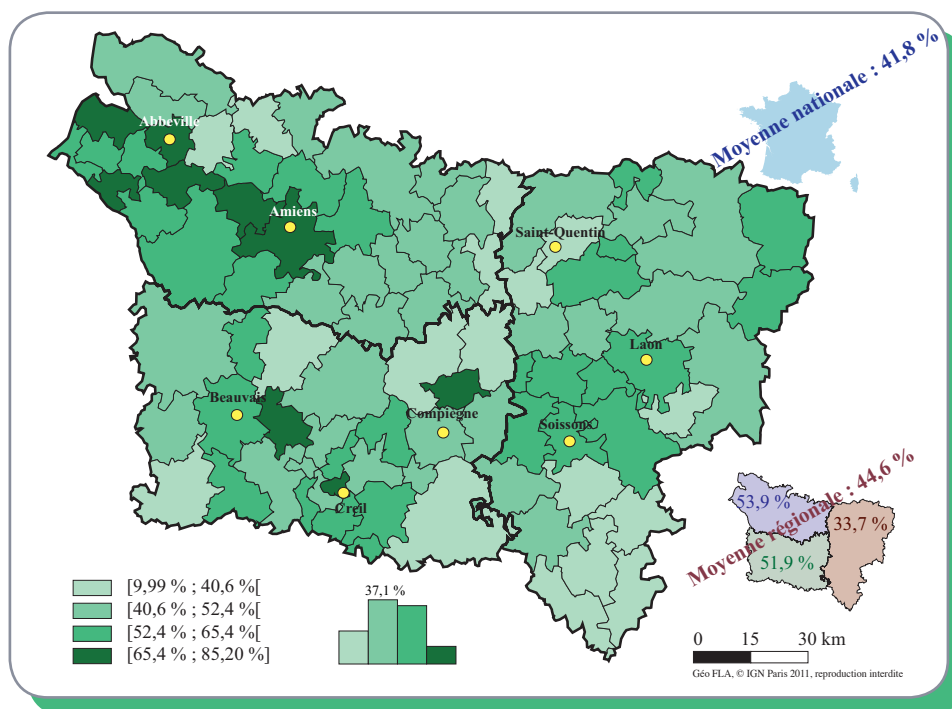 Moyenne nationale : 41,8 %
Abbeville
Amiens
Saint-Quentin
Laon
Beauvais
Compiègne
Soissons
Creil
Moyenne régionale : 44,6 %
53,9 %
33,7 %
51,9 %
[9,99 % ; 40,6 %[
[40,6 % ; 52,4 %[
[52,4 % ; 65,4 %[
[65,4 % ; 85,20 %]
37,1 %
0 15 30 km
Géo FLA, © IGN Paris 2011, reproduction interdite